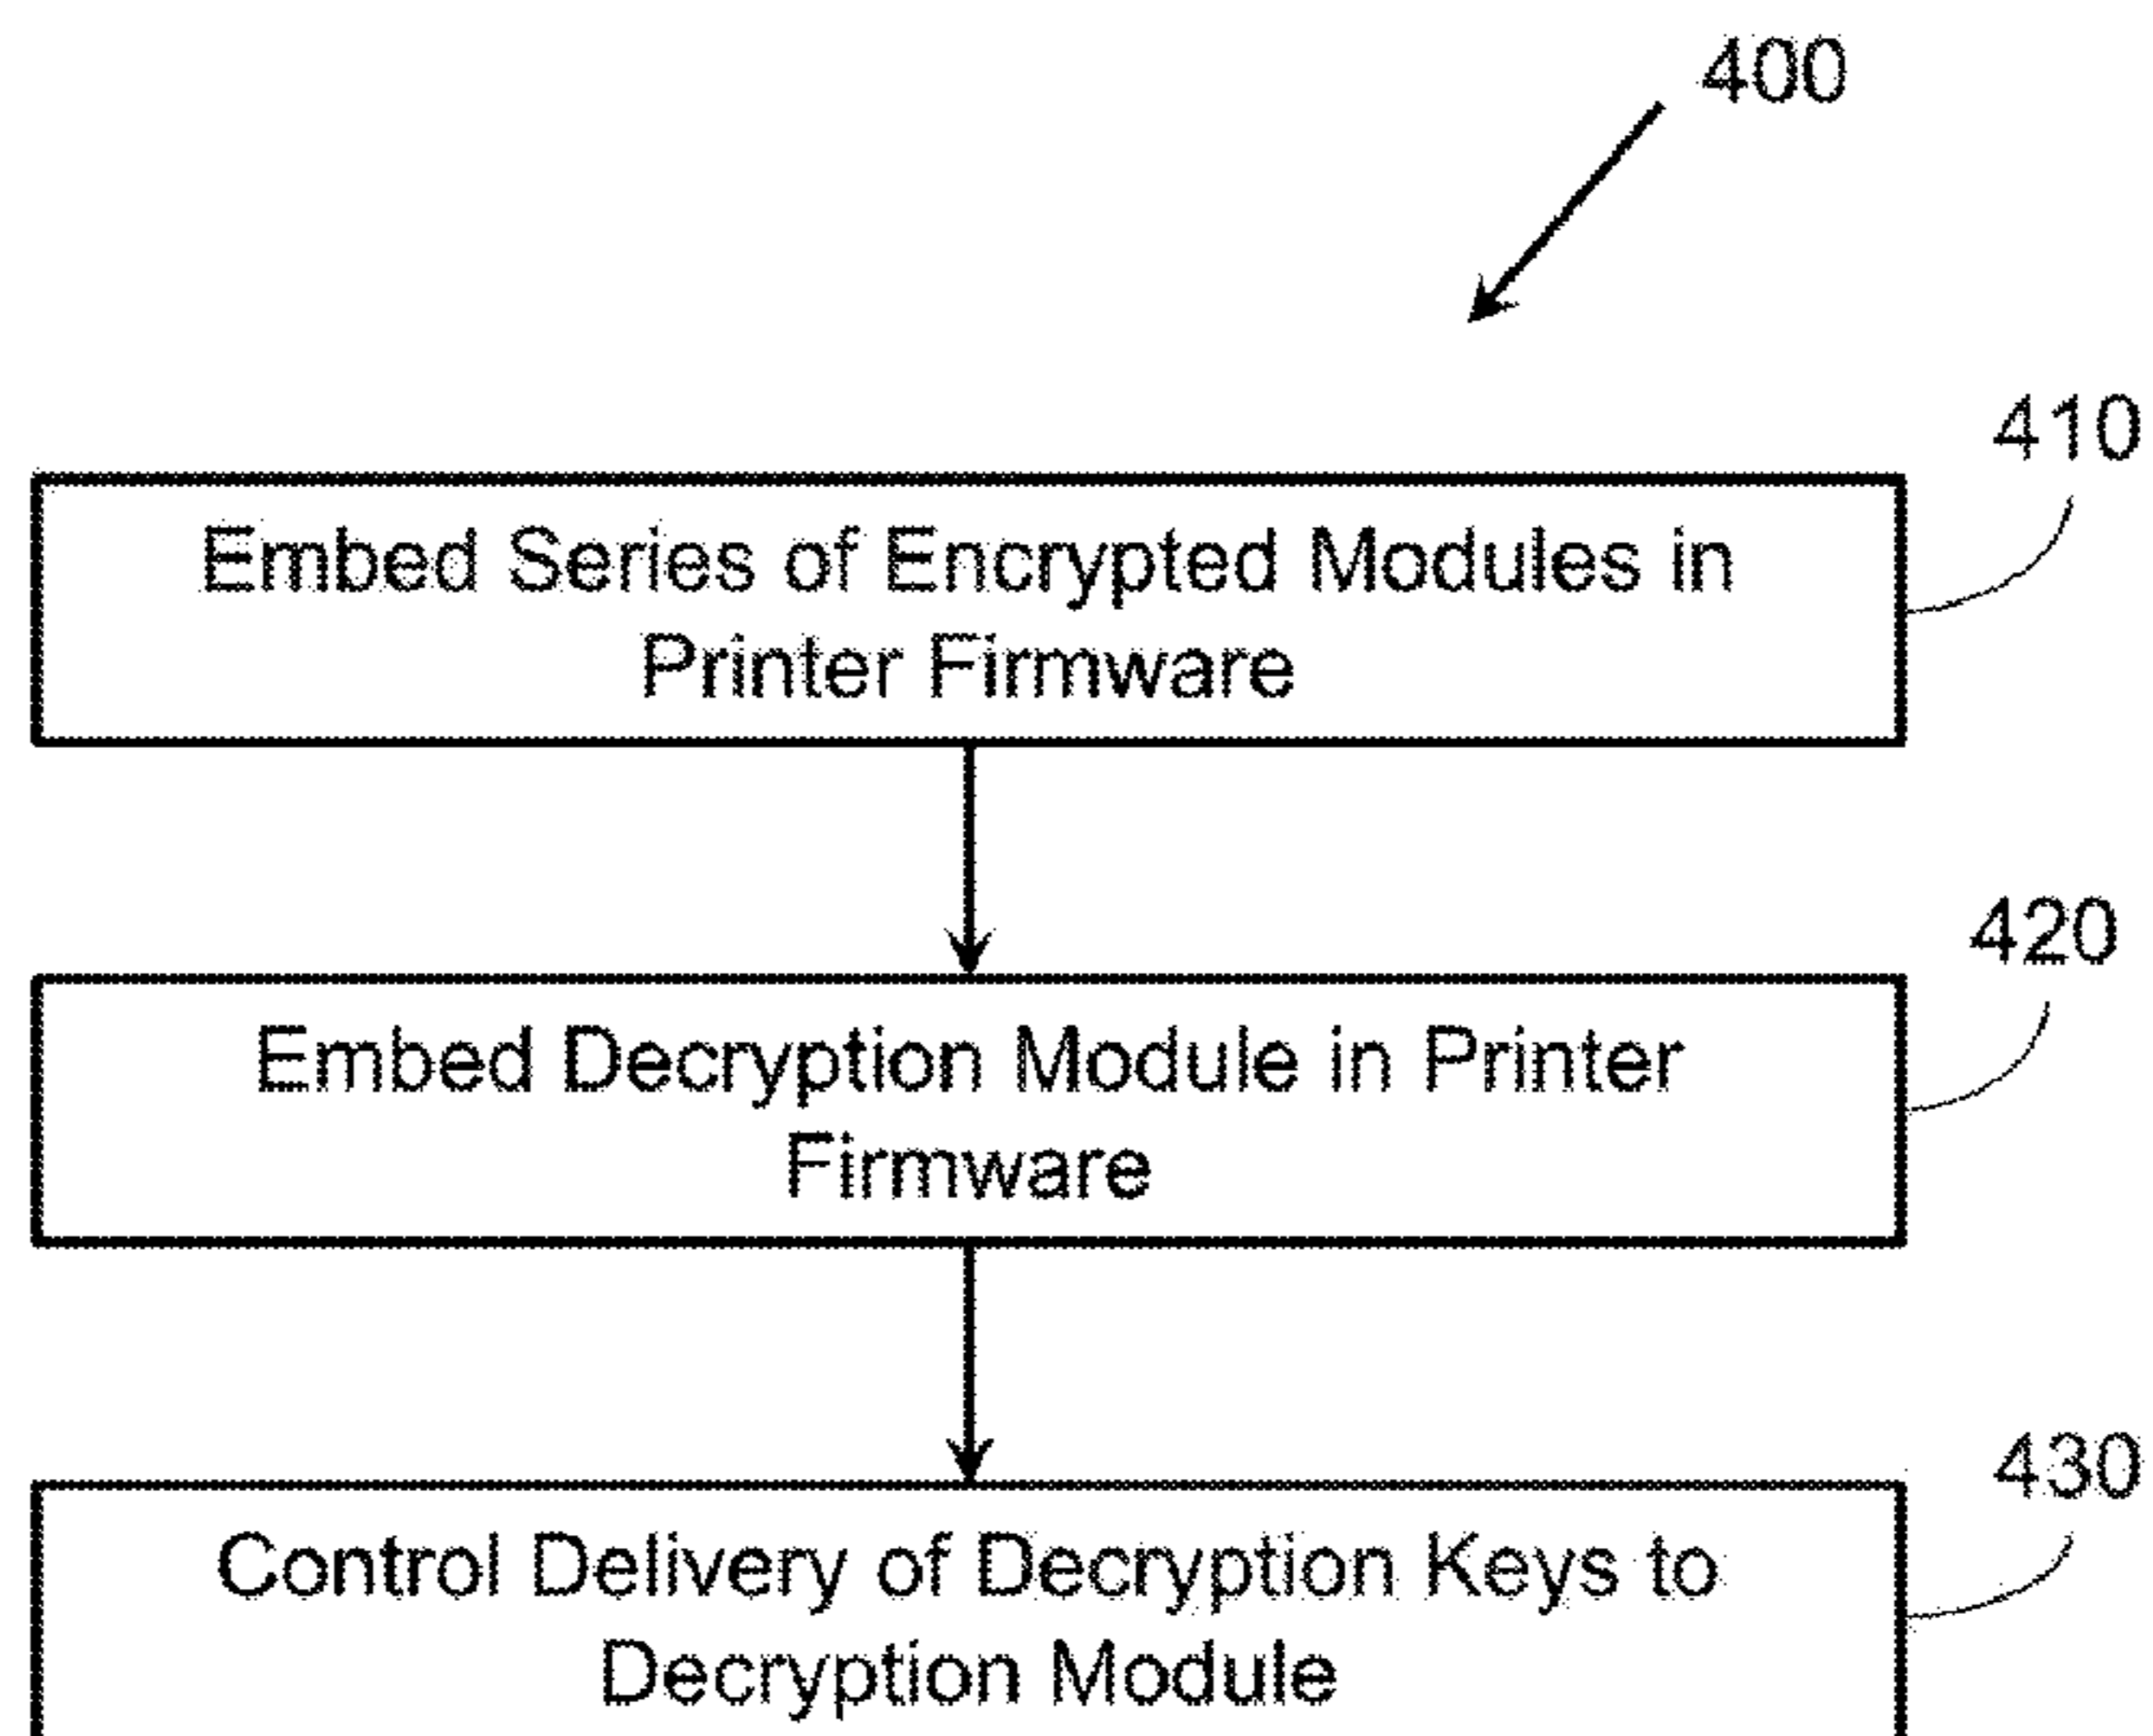 400
410
Embed Series of Encrypted Modules in
Printer Firmware
420
Embed Decryption Module in Printer
Firmware
430
Control Delivery of Decryption Keys to
Decryption Module